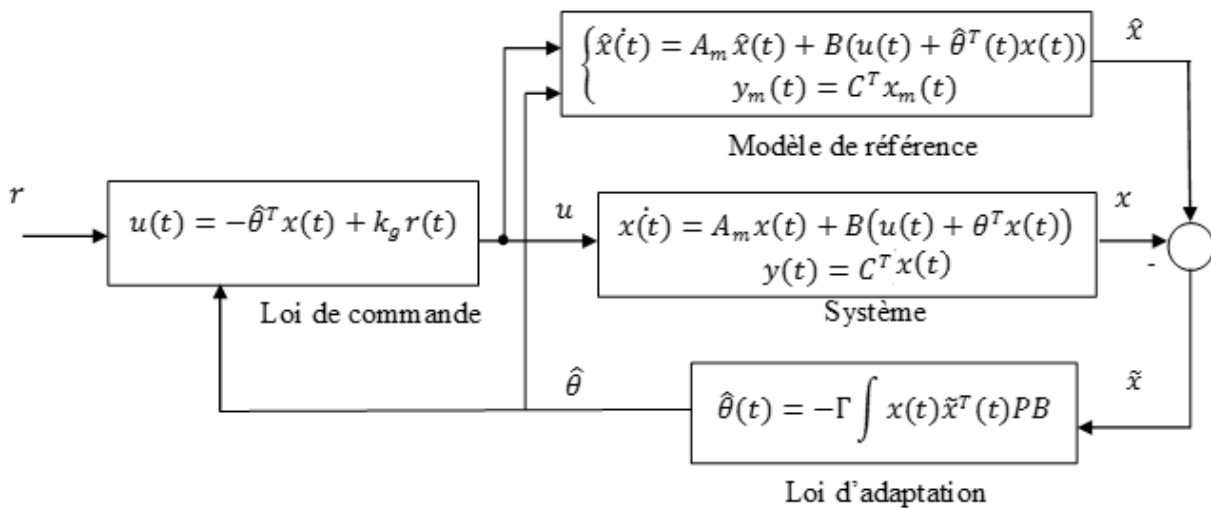 $\begin{cases} \dot{\hat{x}(t)} = A_m \hat{x}(t) + B(u(t) + \hat{\theta}^T(t)x(t)) \\ y_m(t) = C^T x_m(t) \end{cases}$
$\hat{x}$
Modèle de référence
$r$
$u(t) = -\hat{\theta}^T x(t) + k_g r(t)$
Loi de commande
$u$
$\dot{x(t)} = A_m x(t) + B(u(t) + \theta^T x(t))$
$y(t) = C^T x(t)$
Système
$x$
-
$\hat{\theta}$
$\hat{\theta}(t) = -\Gamma \int x(t)\tilde{x}^T(t)PB$
$\tilde{x}$
Loi d'adaptation